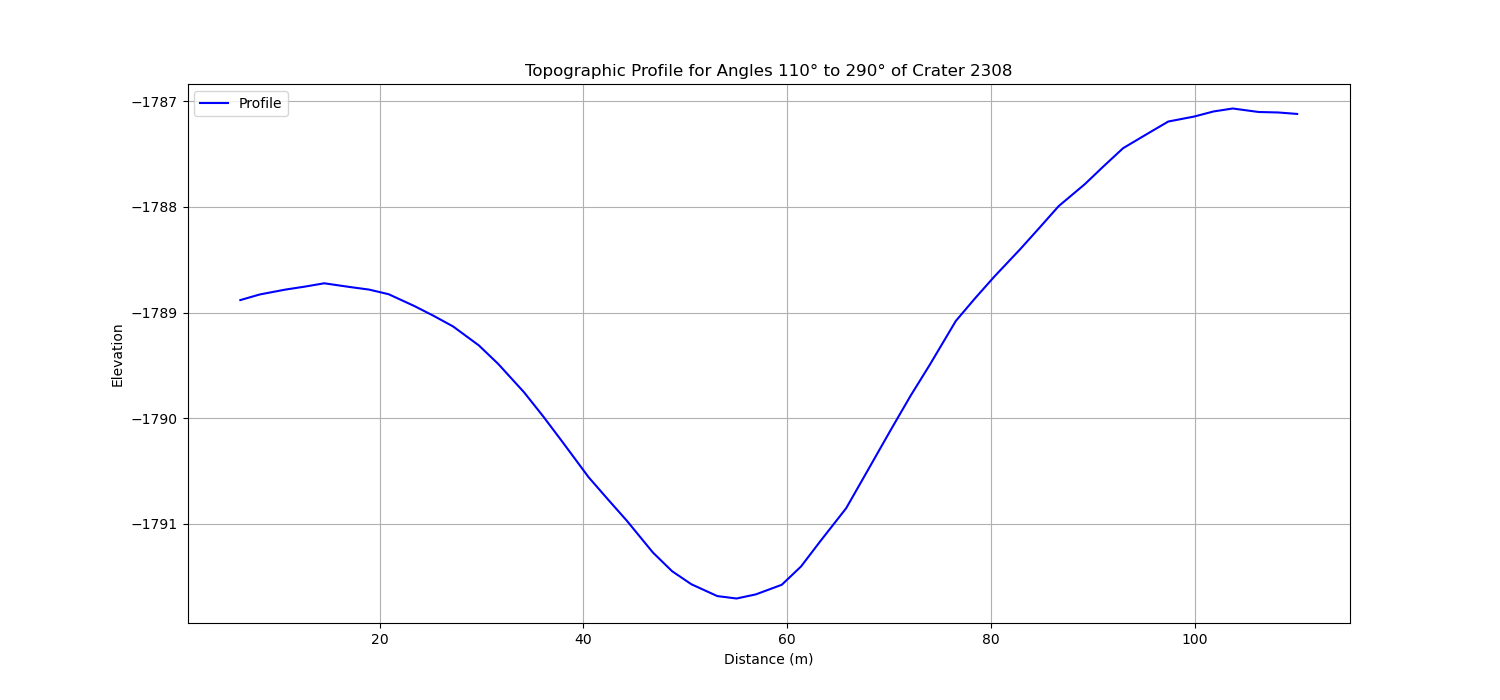 Topographic Profile for Angles 110° to 290° of Crater 2308
Profile
−1787
−1788
−1789
−1790
−1791
Elevation
20 40 60 80 100
Distance (m)